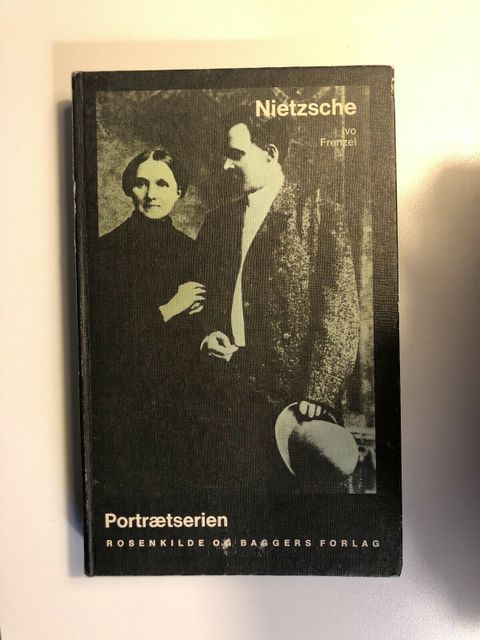 Nietzsche
Ivo
Frenzel
Portrætserien
ROSENKILDE OG BAGGERS FORLAG